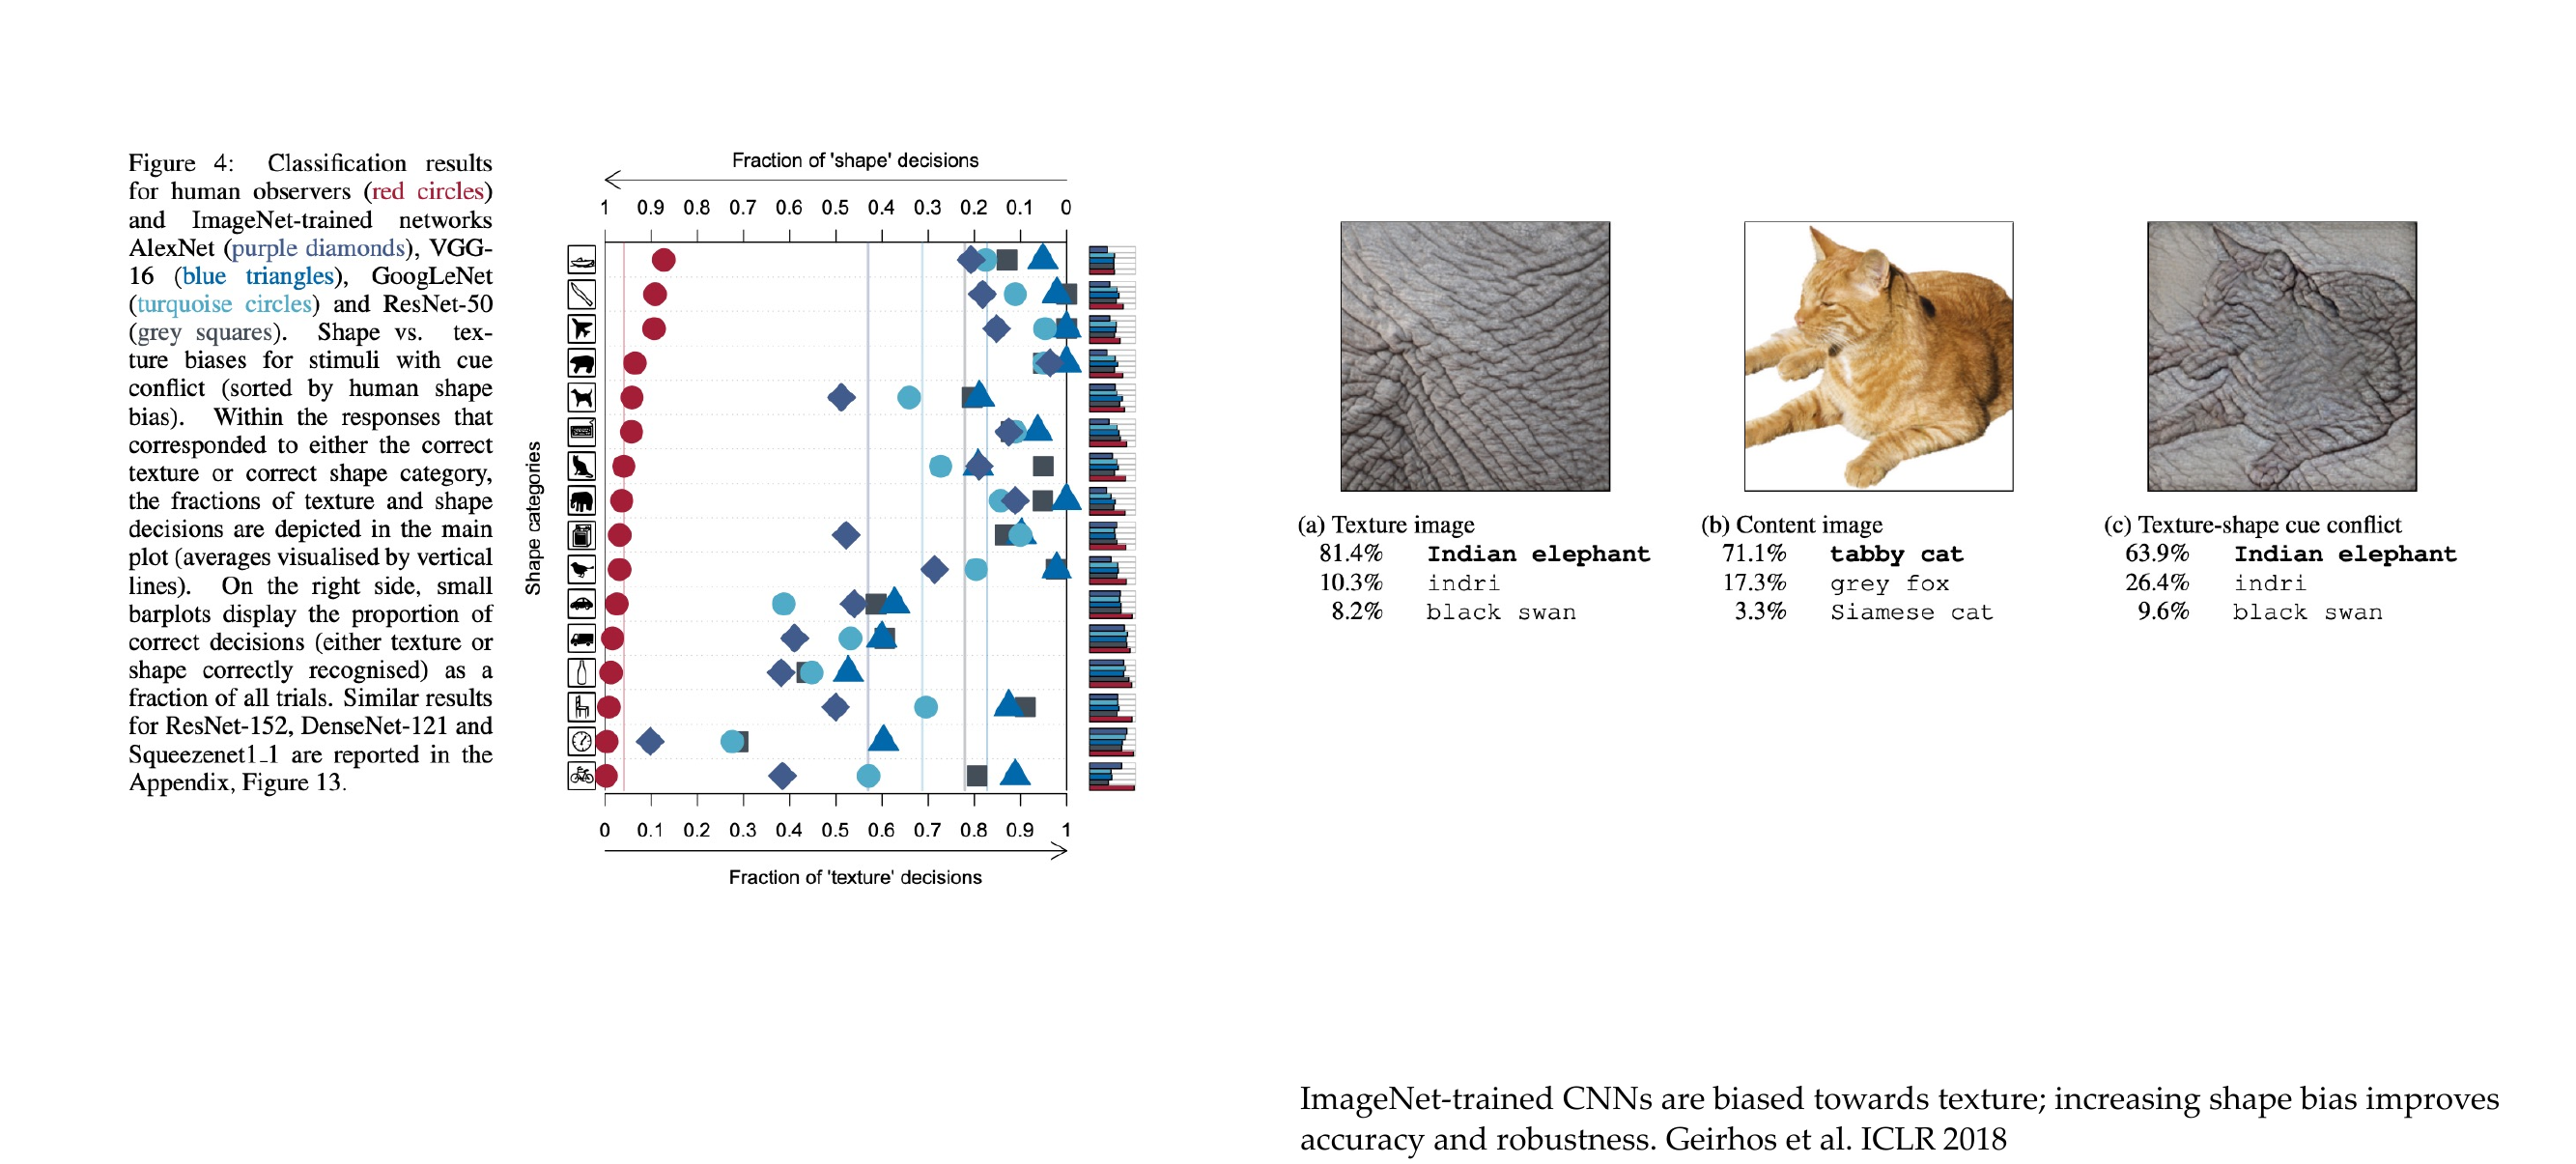 Figure 4: Classification results
for human observers (red circles)
and ImageNet-trained networks
AlexNet (purple diamonds), VGG-
16 (blue triangles), GoogLeNet
(turquoise circles) and ResNet-50
(grey squares). Shape vs. tex-
ture biases for stimuli with cue
conflict (sorted by human shape
bias). Within the responses that
corresponded to either the correct
texture or correct shape category,
the fractions of texture and shape
decisions are depicted in the main
plot (averages visualised by vertical
lines). On the right side, small
barplots display the proportion of
correct decisions (either texture or
shape correctly recognised) as a
fraction of all trials. Similar results
for ResNet-152, DenseNet-121 and
Squeezenet1_1 are reported in the
Appendix, Figure 13.
Fraction of 'shape' decisions
1 0.9 0.8 0.7 0.6 0.5 0.4 0.3 0.2 0.1 0
Shape categories
0 0.1 0.2 0.3 0.4 0.5 0.6 0.7 0.8 0.9 1
Fraction of 'texture' decisions
(a) Texture image
81.4% Indian elephant
10.3% indri
8.2% black swan
(b) Content image
71.1% tabby cat
17.3% grey fox
3.3% Siamese cat
(c) Texture-shape cue conflict
63.9% Indian elephant
26.4% indri
9.6% black swan
ImageNet-trained CNNs are biased towards texture; increasing shape bias improves
accuracy and robustness. Geirhos et al. ICLR 2018